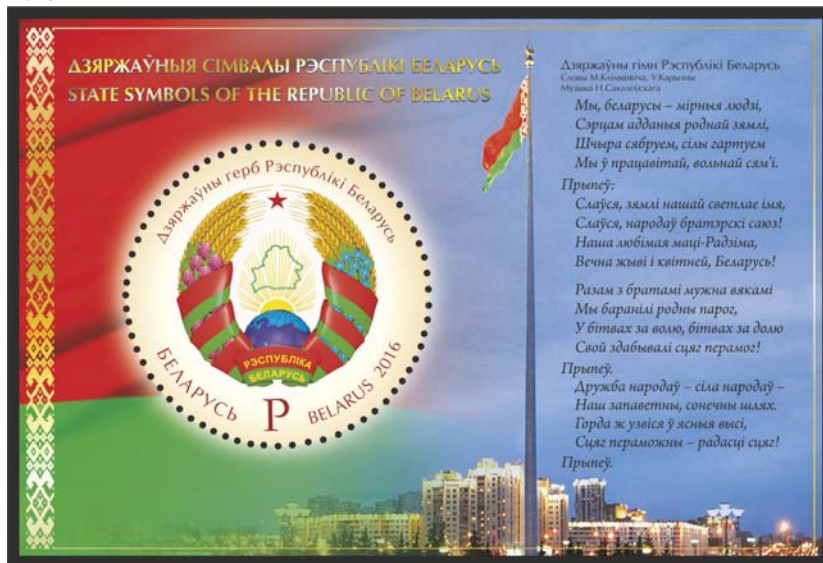 ДЗЯРЖАЎНЫЯ СІМВАЛЫ РЭСПУБЛІКІ БЕЛАРУСЬ
STATE SYMBOLS OF THE REPUBLIC OF BELARUS
Дзяржаўны герб Рэспублікі Беларусь
РЭСПУБЛІКА
БЕЛАРУСЬ
БЕЛАРУСЬ Р BELARUS 2016
Дзяржаўны гімн Рэспублікі Беларусь
Словы М.Клімковіча, У.Карызны
Музыка Н.Сакалоўскага
Мы, беларусы – мірныя людзі,
Сэрцам адданыя роднай зямлі,
Шчыра сябруем, сілы гартуем
Мы ў працавітай, вольнай сям'і.
Прыпеў:
Слаўся, зямлі нашай светлае імя,
Слаўся, народаў братэрскі саюз!
Наша любімая маці-Радзіма,
Вечна жыві і квітней, Беларусь!
Разам з братамі мужна вякамі
Мы баранілі родны парог,
У бітвах за волю, бітвах за долю
Свой здабывалі сцяг перамог!
Прыпеў.
Дружба народаў – сіла народаў –
Наш запаветны, сонечны шлях.
Горда ж узвіся ў ясныя высі,
Сцяг пераможны – радасці сцяг!
Прыпеў.